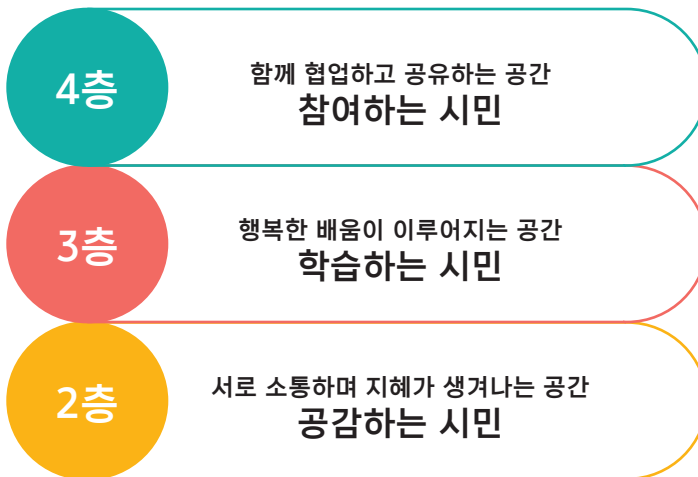 4층
함께 협업하고 공유하는 공간
참여하는 시민
3층
행복한 배움이 이루어지는 공간
학습하는 시민
2층
서로 소통하며 지혜가 생겨나는 공간
공감하는 시민